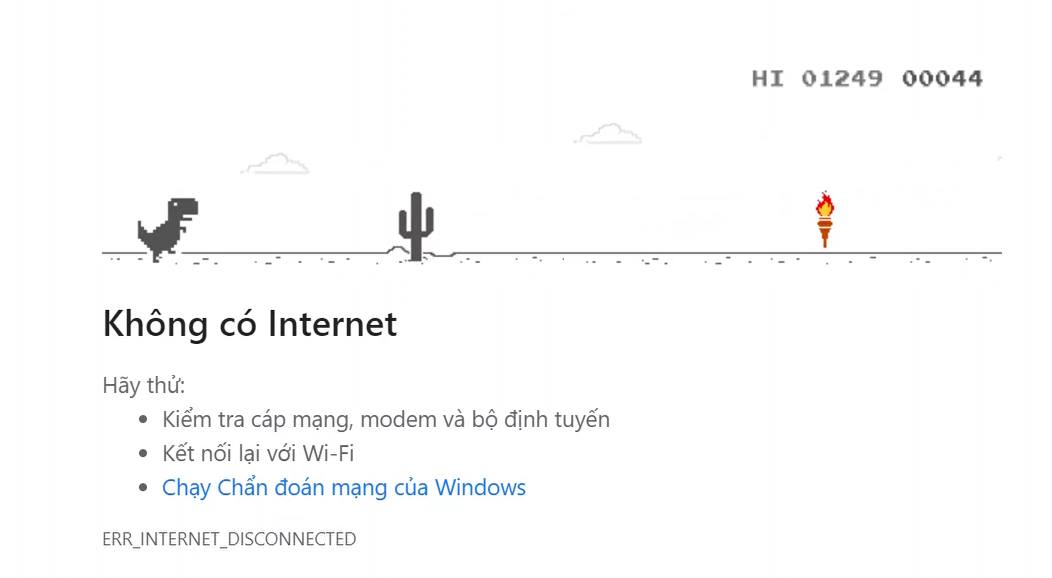 HI 01249 00044
Không có Internet
Hãy thử:
Kiểm tra cáp mạng, modem và bộ định tuyến
Kết nối lại với Wi-Fi
Chạy Chẩn đoán mạng của Windows
ERR_INTERNET_DISCONNECTED